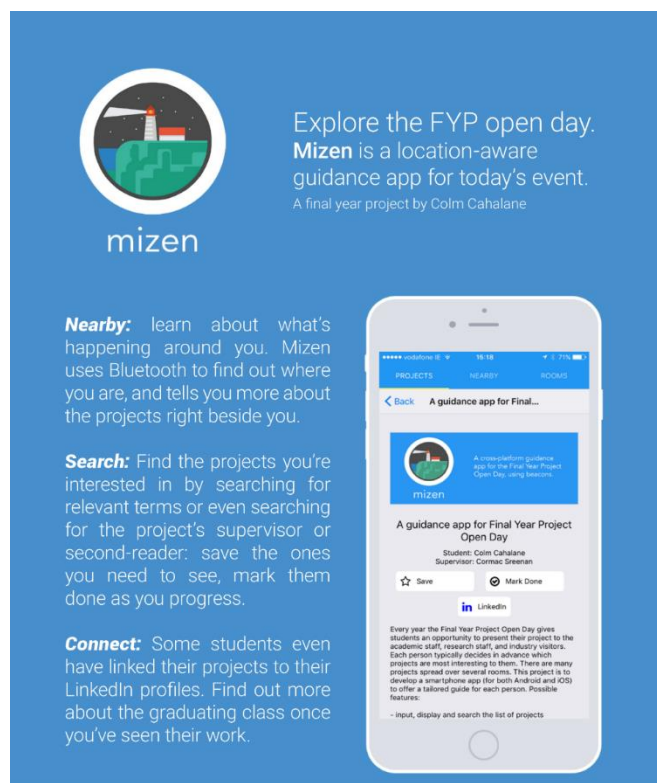 mizen
Explore the FYP open day.
Mizen is a location-aware
guidance app for today's event.
A final year project by Colm Cahalane
Nearby: learn about what's
happening around you. Mizen
uses Bluetooth to find out where
you are, and tells you more about
the projects right beside you.
Search: Find the projects you're
interested in by searching for
relevant terms or even searching
for the project's supervisor or
second-reader: save the ones
you need to see, mark them
done as you progress.
Connect: Some students even
have linked their projects to their
LinkedIn profiles. Find out more
about the graduating class once
you've seen their work.
vodafone IE 15:18 71%
PROJECTS NEARBY ROOMS
Back A guidance app for Final...
mizen
A cross-platform guidance
app for the Final Year Project
Open Day, using beacons.
A guidance app for Final Year Project
Open Day
Student: Colm Cahalane
Supervisor: Cormac Sreenan
Save Mark Done
in LinkedIn
Every year the Final Year Project Open Day gives
students an opportunity to present their project to the
academic staff, research staff, and industry visitors.
Each person typically decides in advance which
projects are most interesting to them. There are many
projects spread over several rooms. This project is to
develop a smartphone app (for both Android and iOS)
to offer a tailored guide for each person. Possible
features:
- input, display and search the list of projects